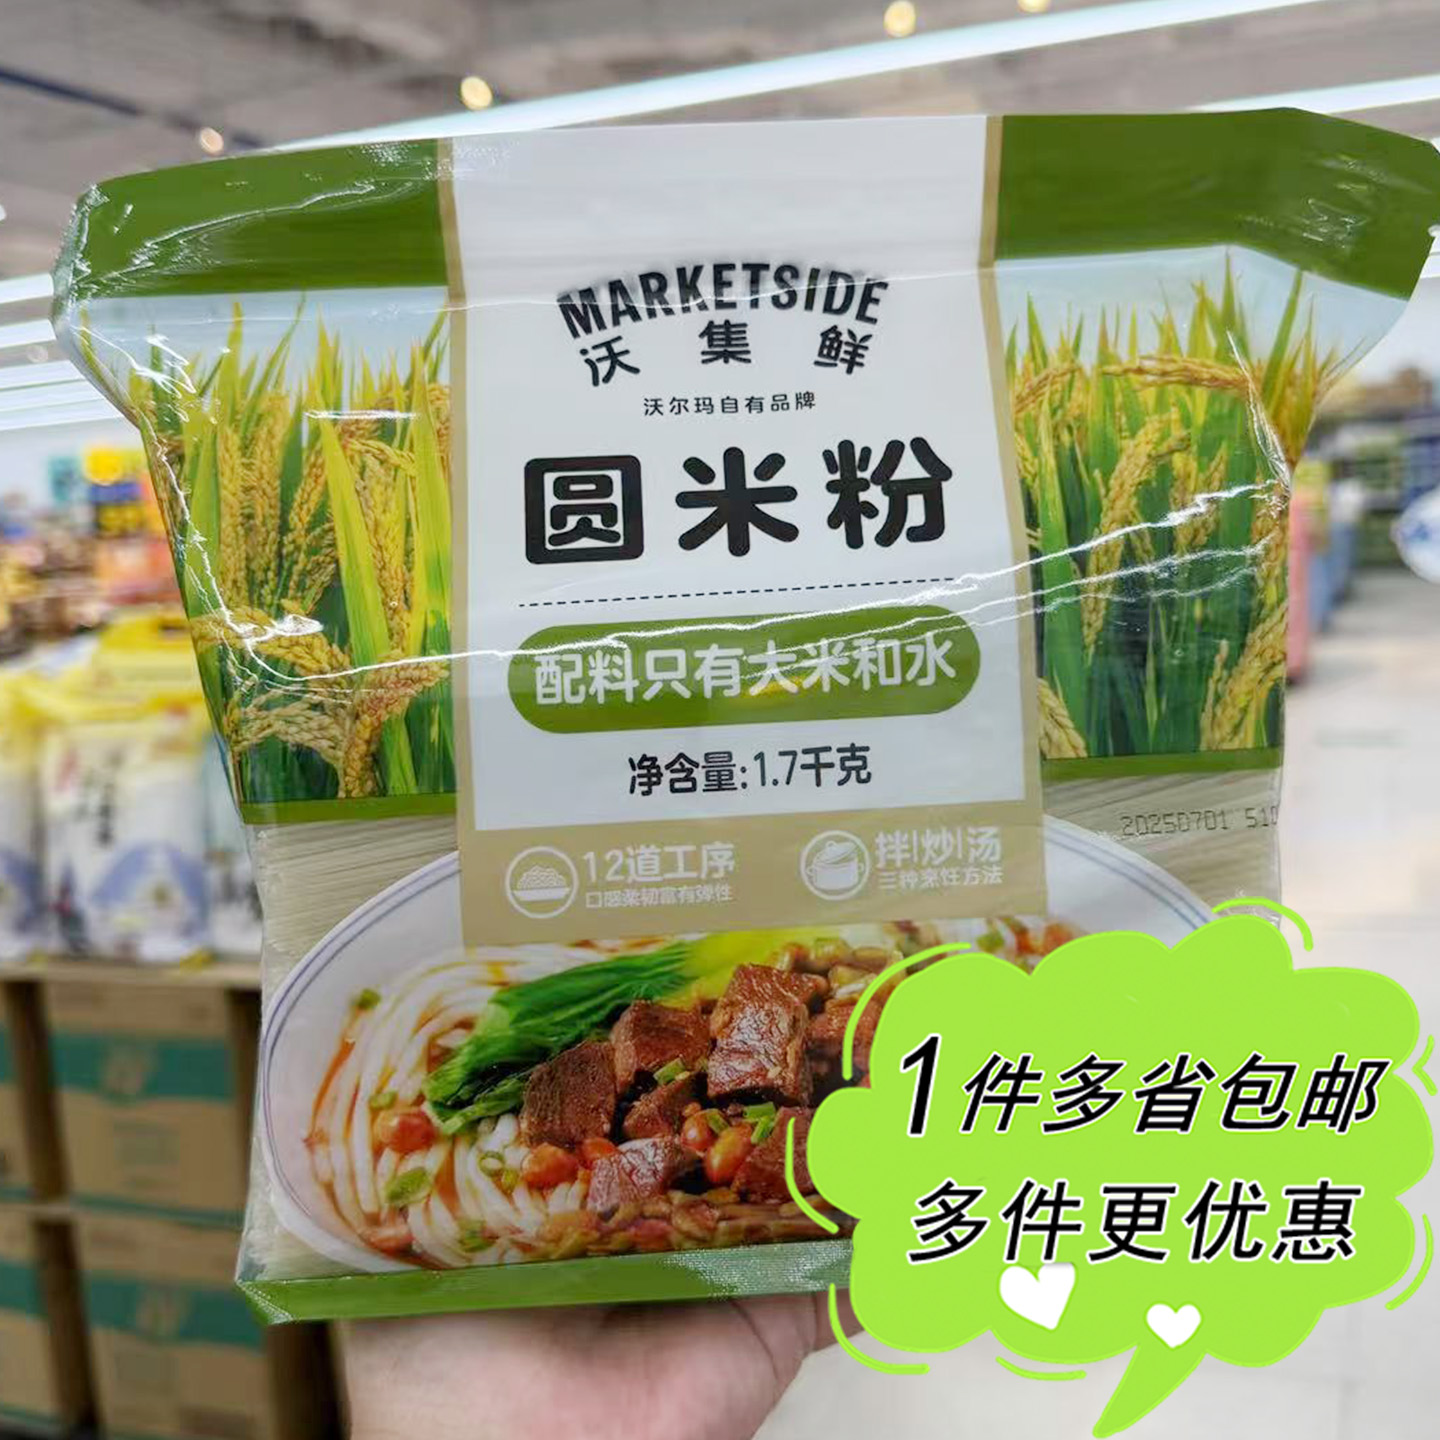 MARKETSIDE
沃集鲜
沃尔玛自有品牌
圆米粉
配料只有大米和水
净含量:1.7千克
20250701 510
12道工序
口感柔韧富有弹性
拌|炒|汤
三种烹饪方法
1件多省包邮
多件更优惠